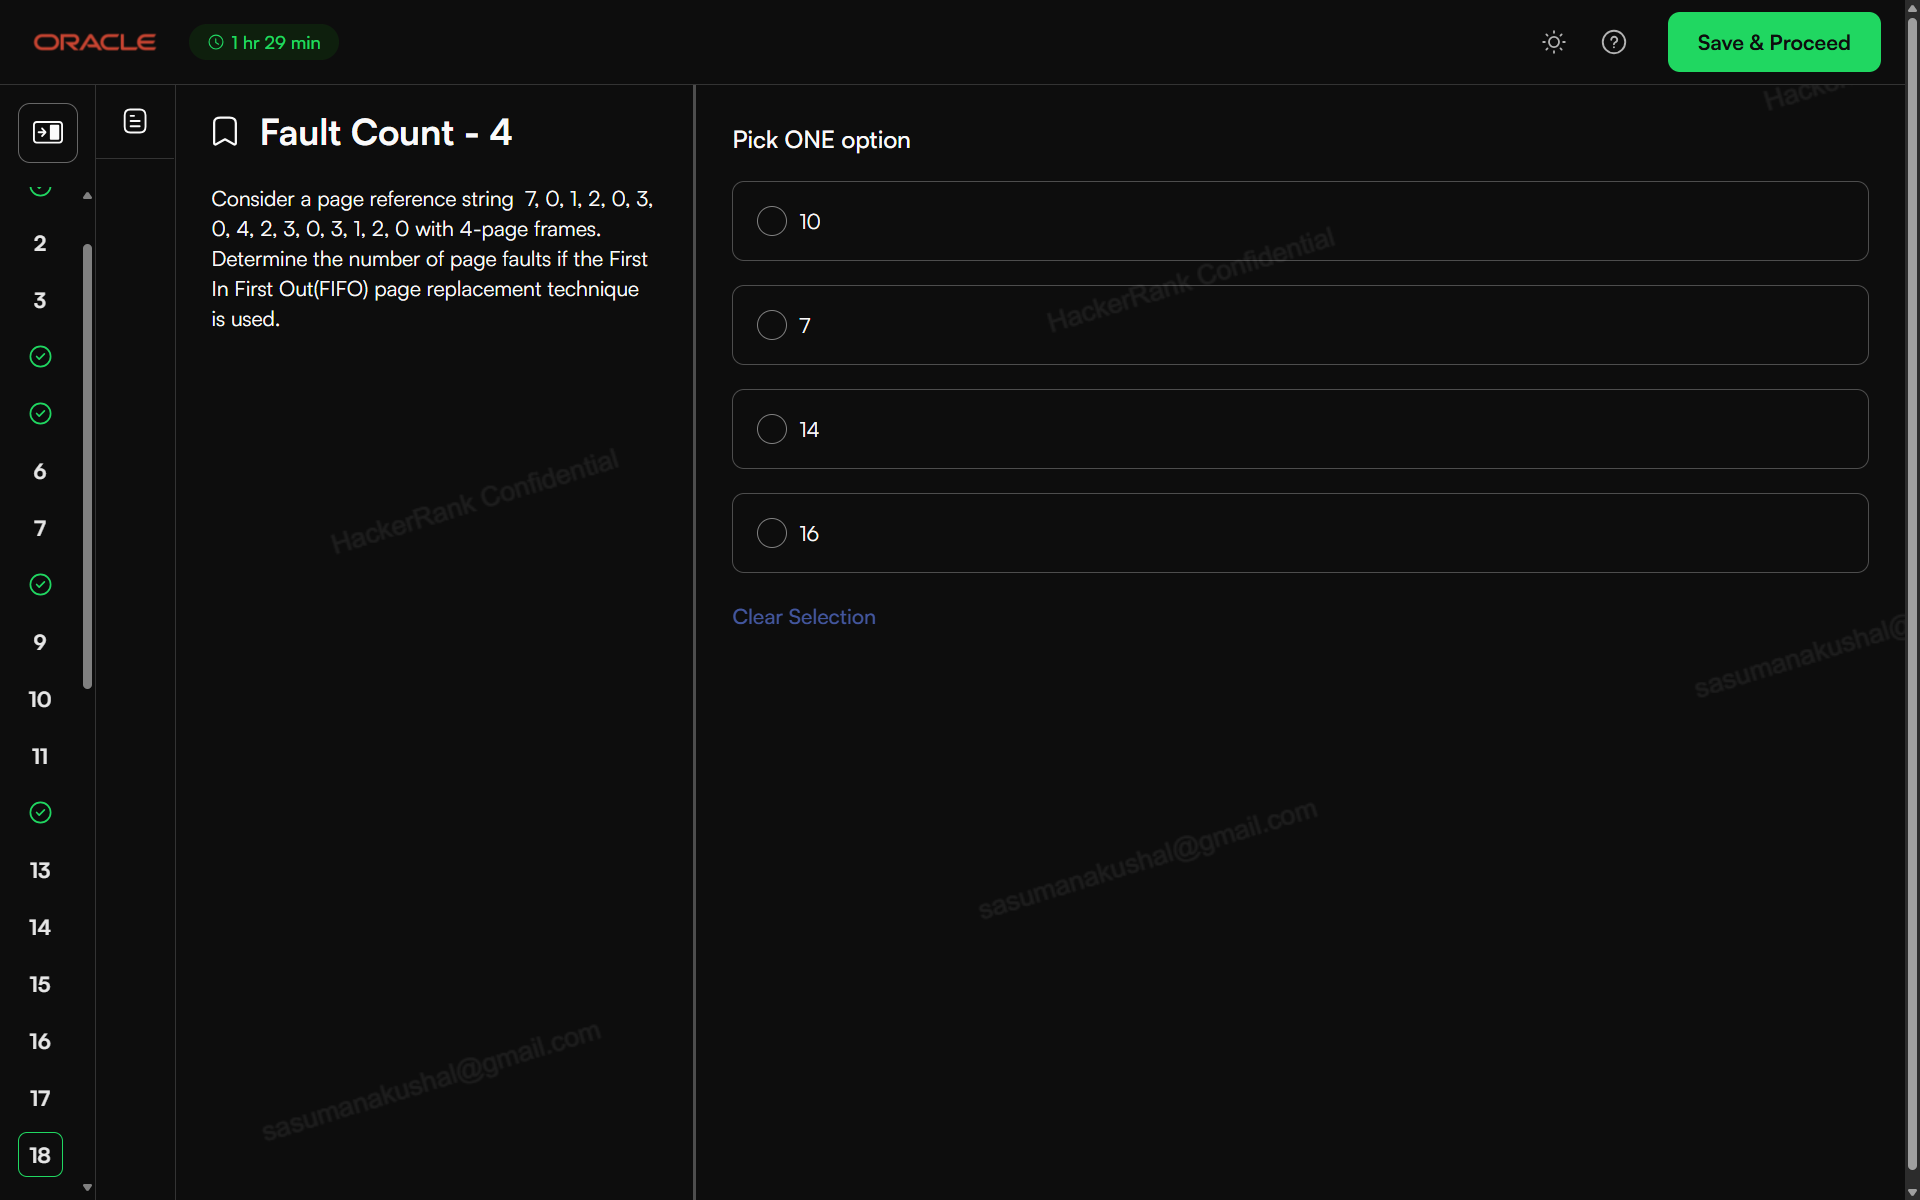 ORACLE
1 hr 29 min
Save & Proceed
2
3
6
7
9
10
11
13
14
15
16
17
18
Fault Count - 4
Consider a page reference string 7, 0, 1, 2, 0, 3,
0, 4, 2, 3, 0, 3, 1, 2, 0 with 4-page frames.
Determine the number of page faults if the First
In First Out(FIFO) page replacement technique
is used.
Pick ONE option
10
7
14
16
Clear Selection
HackerRank Confidential
HackerRank Confidential
sasumanakushal@gmail.com
sasumanakushal@gmail.com
sasumanakushal@